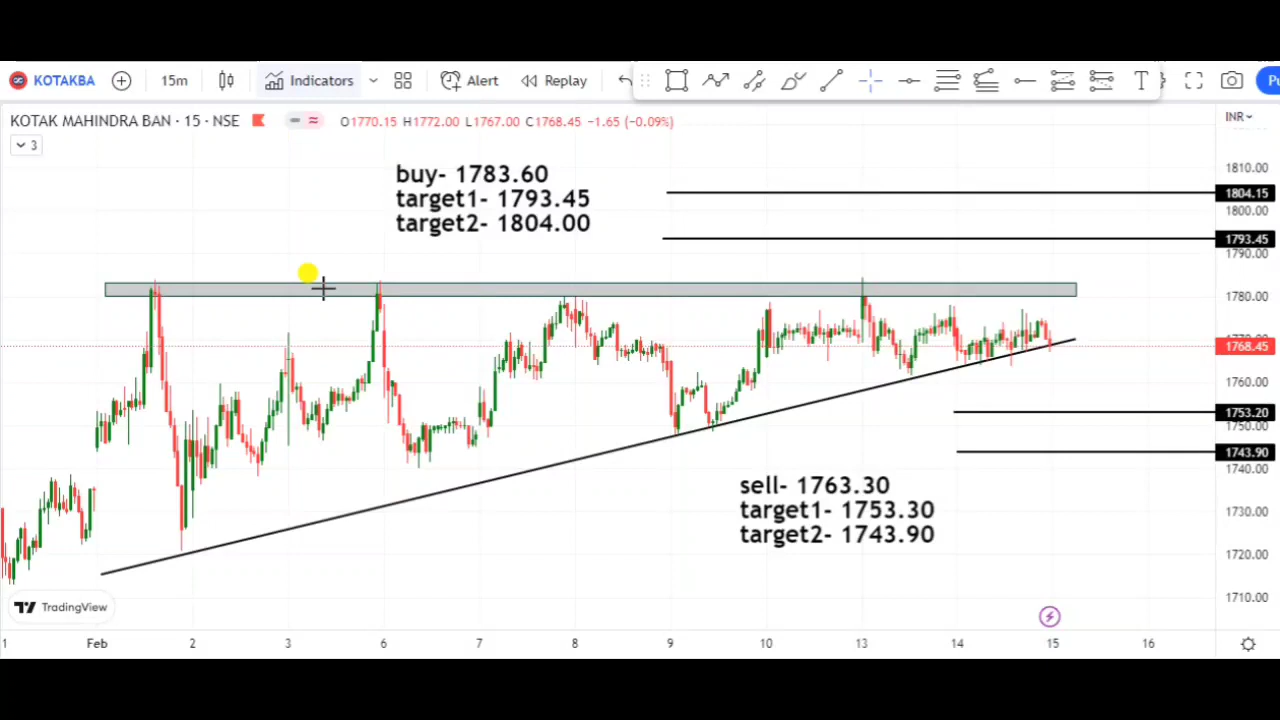 KOTAKBA 15m Indicators Alert Replay
KOTAK MAHINDRA BAN · 15 · NSE O1770.15 H1772.00 L1767.00 C1768.45 −1.65 (−0.09%) INR
3
buy- 1783.60
target1- 1793.45
target2- 1804.00
1810.00
1804.15
1800.00
1793.45
1790.00
1780.00
1768.45
1760.00
1753.20
1750.00
1743.90
1740.00
1730.00
1720.00
1710.00
sell- 1763.30
target1- 1753.30
target2- 1743.90
TradingView
1 Feb 2 3 6 7 8 9 10 13 14 15 16